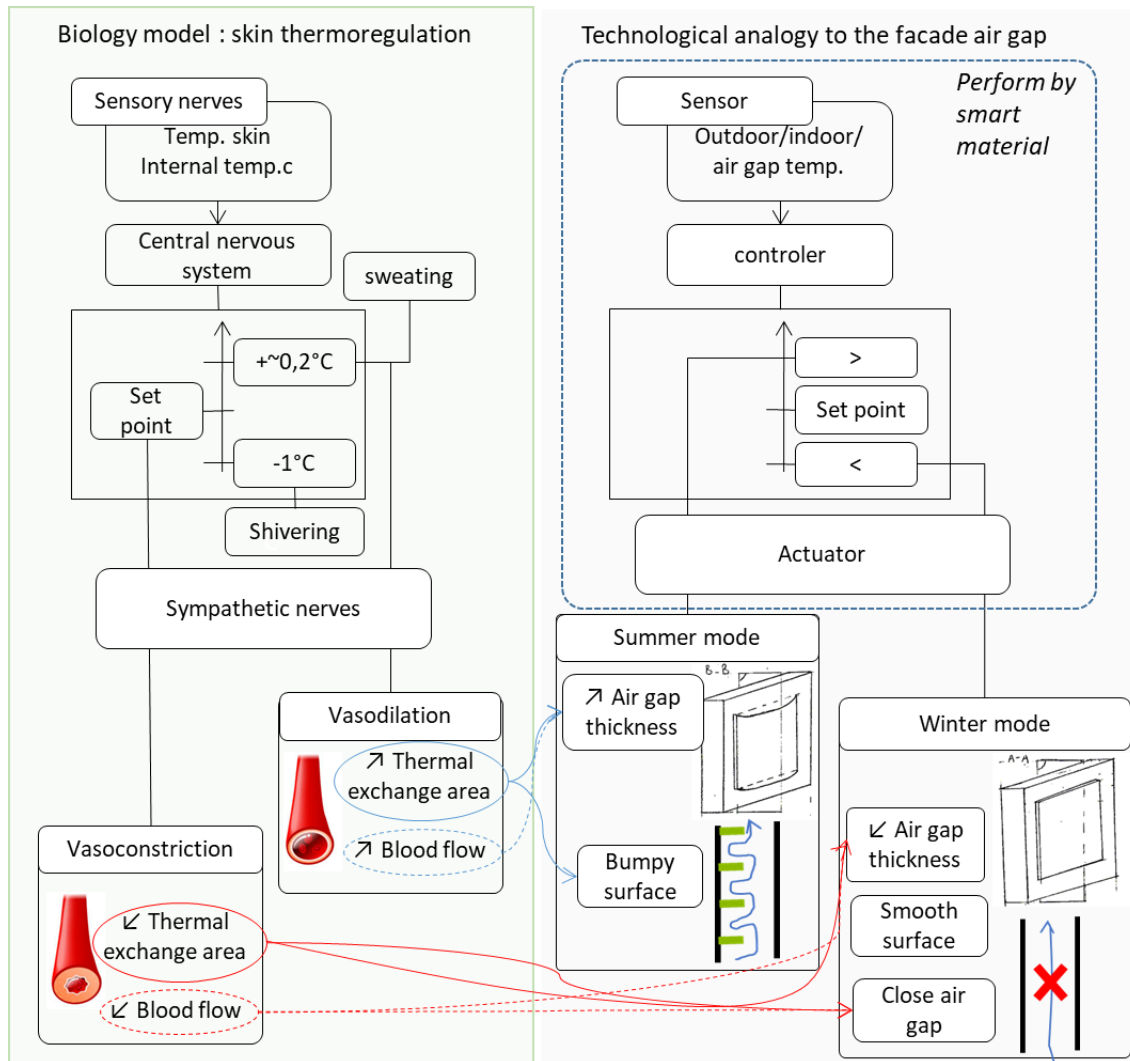 Biology model : skin thermoregulation
Sensory nerves
Temp. skin
Internal temp.c
Central nervous
system
sweating
+~0,2°C
Set
point
-1°C
Shivering
Sympathetic nerves
Vasodilation
↗ Thermal
exchange area
↗ Blood flow
Vasoconstriction
↙ Thermal
exchange area
↙ Blood flow
Technological analogy to the facade air gap
Perform by
smart
material
Sensor
Outdoor/indoor/
air gap temp.
controler
>
Set point
<
Actuator
Summer mode
B-B
↗ Air gap
thickness
Bumpy
surface
Winter mode
A-A
↙ Air gap
thickness
Smooth
surface
Close air
gap